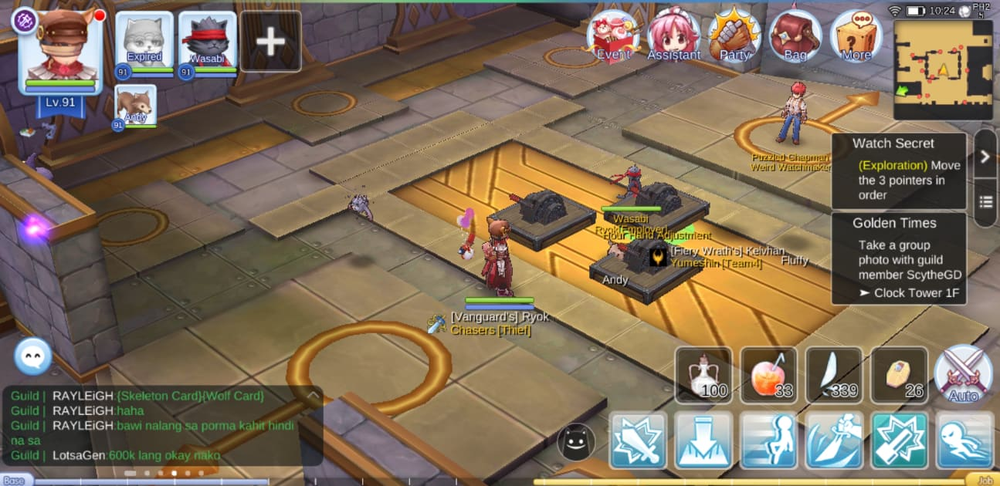 Event
Assistant
Party
Bag
More
10:24
Expired
Wasabi
91
91
Lv.91
Andy
91
Puzzled Chapman
Weird Watchmaker
Watch Secret
(Exploration) Move
the 3 pointers in
order
Golden Times
Take a group
photo with guild
member ScytheGD
➤ Clock Tower 1F
Wasabi
Ryok(Employer)
Hour Hand Adjustment
[Fiery Wrath's] Kelvhan
Yumeshin [Team4]
Fluffy
Andy
[Vanguard's] Ryok
Chasers [Thief]
100
33
339
26
Auto
Guild | RAYLEiGH:{Skeleton Card}{Wolf Card}
Guild | RAYLEiGH:haha
Guild | RAYLEiGH:bawi nalang sa porma kahit hindi
na sa
Guild | LotsaGen:600k lang okay nako
Base
Job